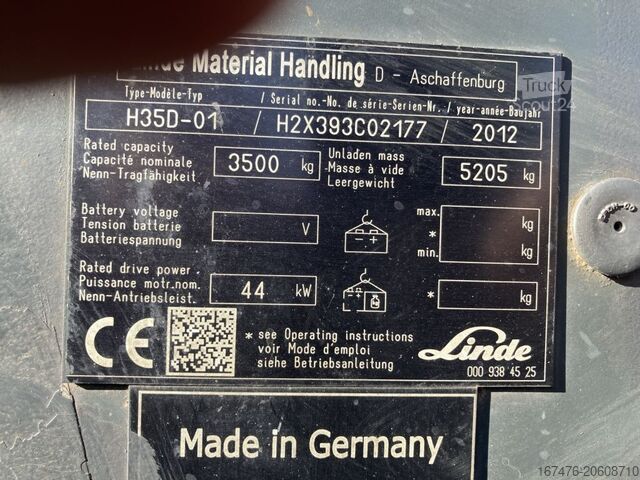 Material Handling D - Aschaffenburg
Type-Modèle-Typ / Serial no.-No. de série-Serien-Nr. / year-année-Baujahr
H35D-01 / H2X393C02177 / 2012
Rated capacity
Capacité nominale
Nenn-Tragfähigkeit
3500 kg
Unladen mass
Masse à vide
Leergewicht
5205 kg
Battery voltage
Tension batterie
Batteriespannung
V
- +
max. kg
*
min. kg
Rated drive power
Puissance motr.nom.
Nenn-Antriebsleist.
44 kW
* kg
CE
* see Operating instructions
voir Mode d'emploi
siehe Betriebsanleitung
Linde
000 938 45 25
Made in Germany
Truck
Scout24
167476-20608710